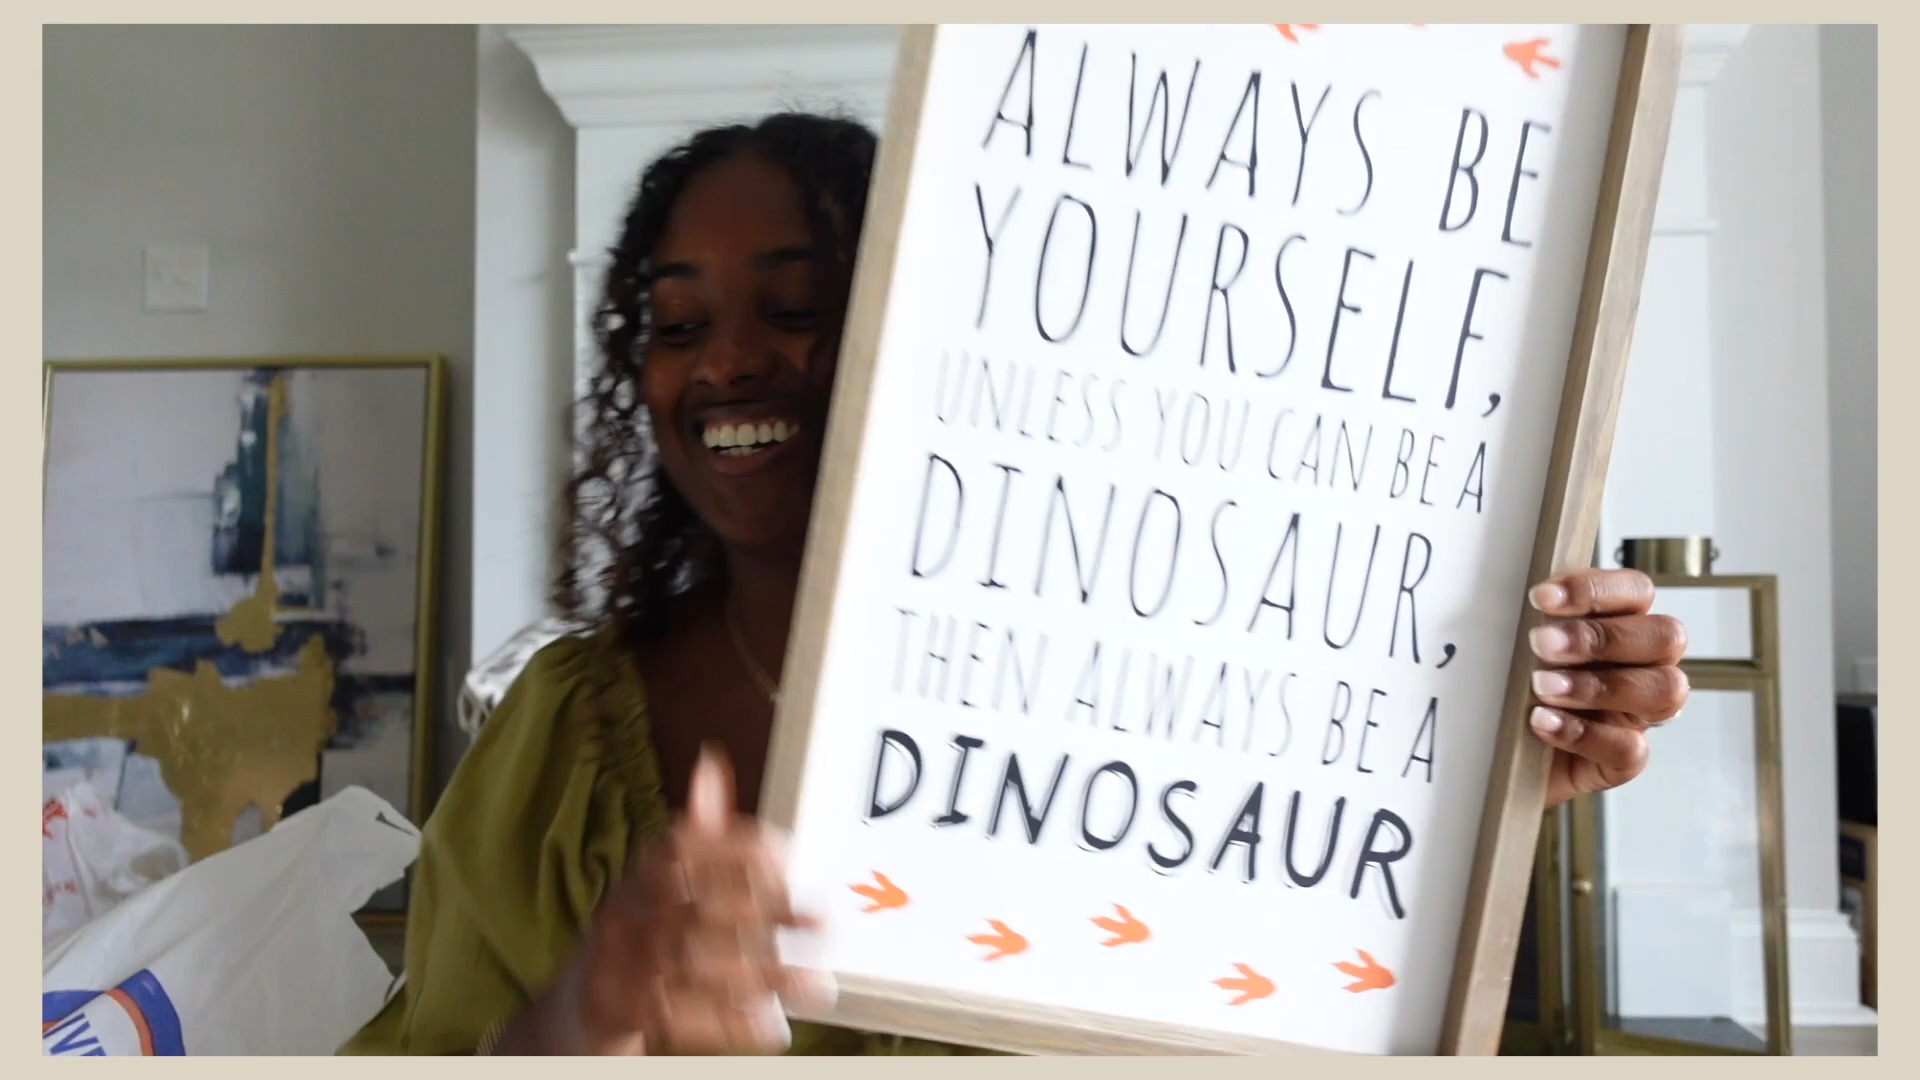 ALWAYS BE
YOURSELF,
UNLESS YOU CAN BE A
DINOSAUR,
THEN ALWAYS BE A
DINOSAUR